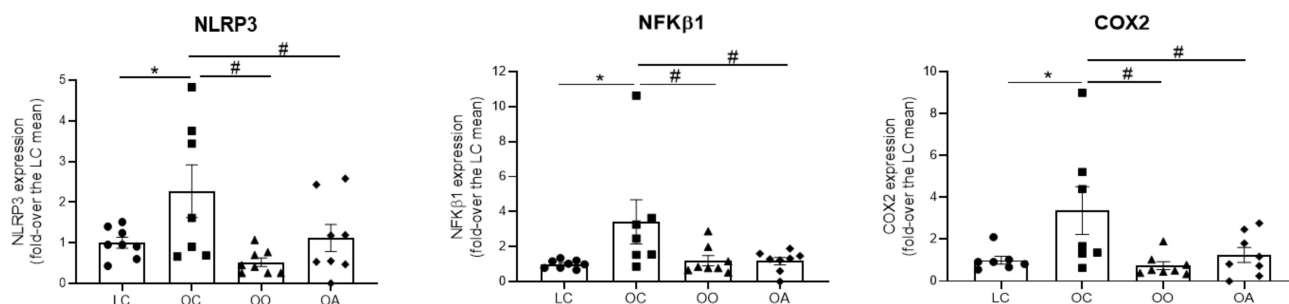 NLRP3
#
*
#
NLRP3 expression
(fold-over the LC mean)
5
4
3
2
1
0
LC OC OO OA
NFKβ1
#
*
#
NFKβ1 expression
(fold-over the LC mean)
12
10
8
6
4
2
0
LC OC OO OA
COX2
#
*
#
COX2 expression
(fold-over the LC mean)
10
8
6
4
2
0
LC OC OO OA